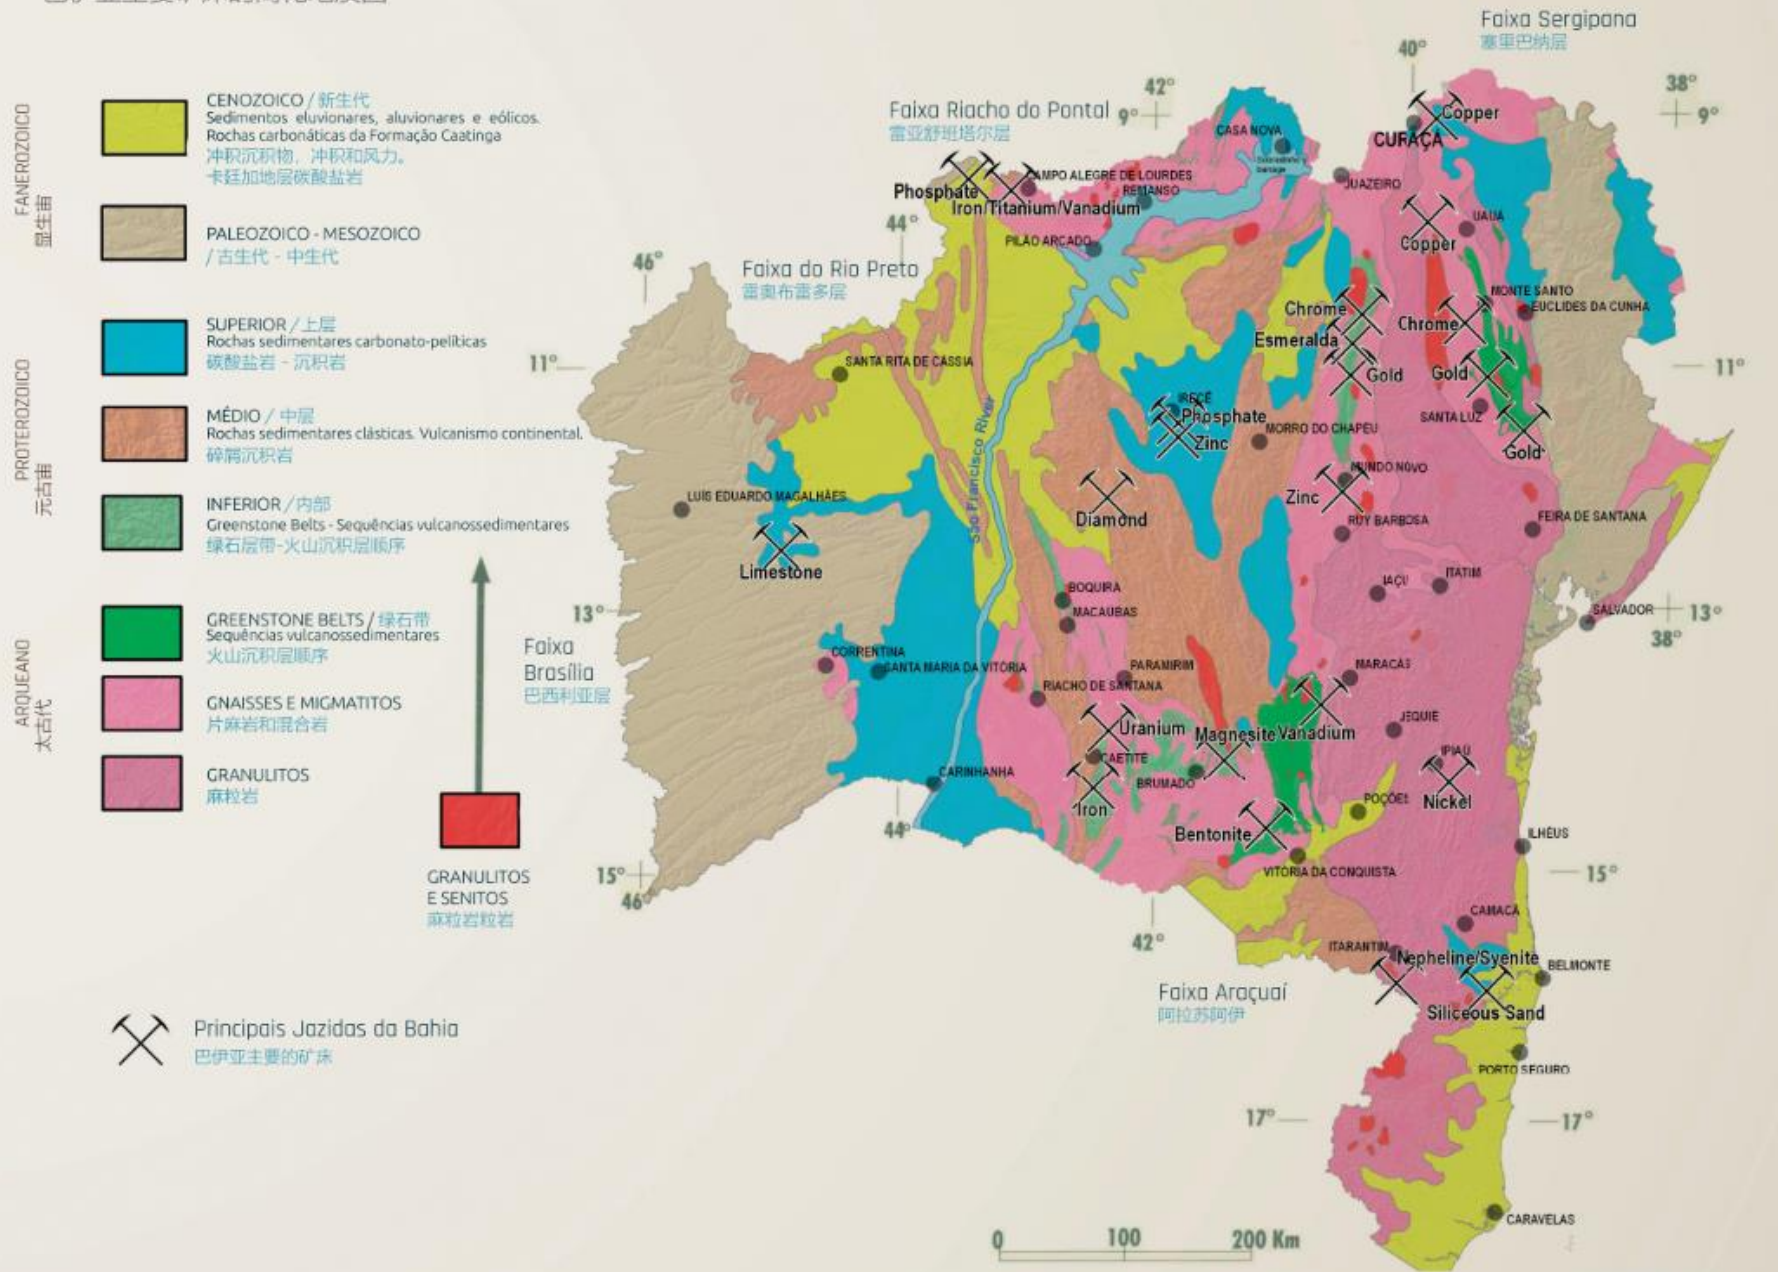 FANEROZOICO
显生宙
CENOZOICO / 新生代
Sedimentos eluvionares, aluvionares e eólicos.
Rochas carbonáticas da Formação Caatinga
冲积沉积物，冲积和风力。
卡廷加地层碳酸盐岩
PALEOZOICO - MESOZOICO
/ 古生代 - 中生代
PROTEROZOICO
元古宙
SUPERIOR / 上层
Rochas sedimentares carbonato-pelíticas
碳酸盐岩 - 沉积岩
MÉDIO / 中层
Rochas sedimentares clásticas. Vulcanismo continental.
碎屑沉积岩
INFERIOR / 内部
Greenstone Belts - Sequências vulcanossedimentares
绿石层带-火山沉积层顺序
ARQUEANO
太古代
GREENSTONE BELTS / 绿石带
Sequências vulcanossedimentares
火山沉积层顺序
GNAISSES E MIGMATITOS
片麻岩和混合岩
GRANULITOS
麻粒岩
GRANULITOS
E SENITOS
麻粒岩粒岩
Principais Jazidas da Bahia
巴伊亚主要的矿床
Faixa Sergipana
塞里巴纳层
40°
42°
38°
Faixa Riacho do Pontal
雷亚舒班塔尔层
9°
9°
Copper
CURAÇÁ
CASA NOVA
CAMPO ALEGRE DE LOURDES
JUAZEIRO
Phosphate
REMANSO
Iron/Titanium/Vanadium
44°
UAUÁ
PILÃO ARCADO
Copper
46°
Faixa do Rio Preto
雷奥布雷多层
MONTE SANTO
EUCLIDES DA CUNHA
Chrome
Chrome
Esmeralda
11°
SANTA RITA DE CÁSSIA
Gold
Gold
11°
IRECÊ
Phosphate
Zinc
MORRO DO CHAPÉU
SANTA LUZ
Gold
São Francisco River
MUNDO NOVO
LUÍS EDUARDO MAGALHÃES
Zinc
Diamond
RUY BARBOSA
FEIRA DE SANTANA
Limestone
BOQUIRA
IAÇU
ITATIM
MACAÚBAS
13°
SALVADOR
13°
38°
Faixa
Brasília
巴西利亚层
CORRENTINA
SANTA MARIA DA VITÓRIA
PARAMIRIM
MARACÁS
RIACHO DE SANTANA
JEQUIÉ
Uranium
Magnesite
Vanadium
CAETITÉ
IPIAÚ
CARINHANHA
BRUMADO
Iron
Nickel
POÇÕES
44°
Bentonite
ILHÉUS
15°
VITÓRIA DA CONQUISTA
15°
46°
CAMACÃ
42°
ITARANTIM
Nepheline/Syenite
BELMONTE
Faixa Araçuaí
阿拉苏阿伊
Siliceous Sand
PORTO SEGURO
17°
17°
CARAVELAS
0
100
200 Km